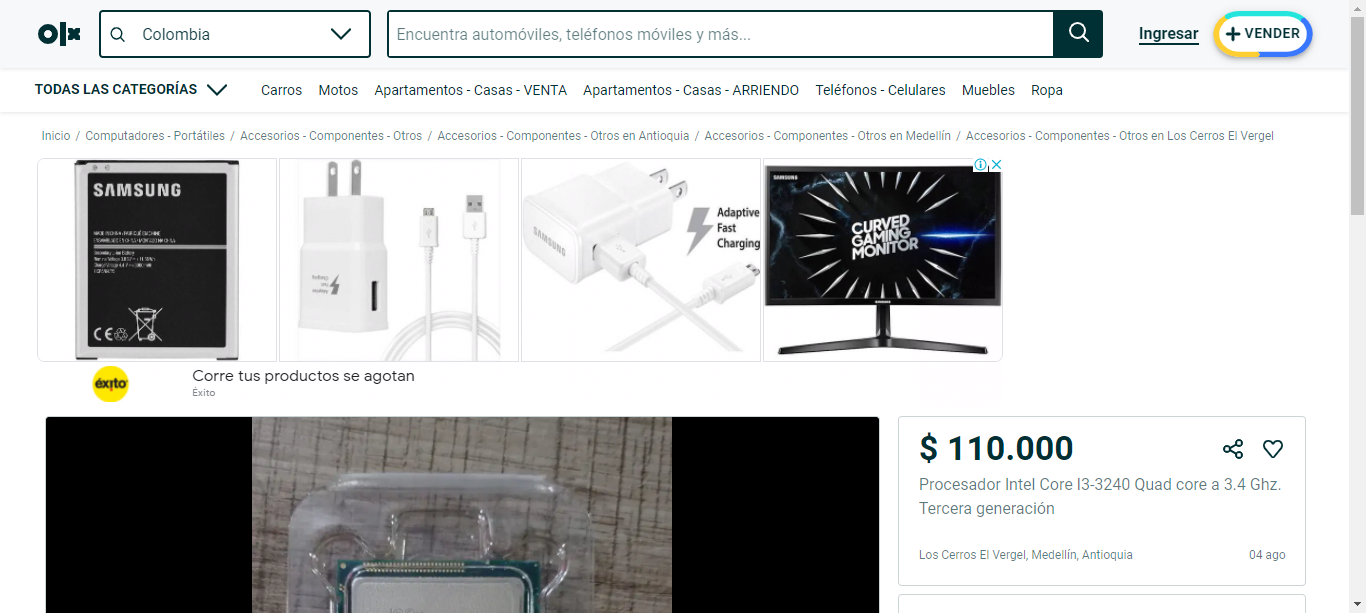 olx
Colombia
Encuentra automóviles, teléfonos móviles y más...
Ingresar
VENDER
TODAS LAS CATEGORÍAS
Carros
Motos
Apartamentos - Casas - VENTA
Apartamentos - Casas - ARRIENDO
Teléfonos - Celulares
Muebles
Ropa
Inicio / Computadores - Portátiles / Accesorios - Componentes - Otros / Accesorios - Componentes - Otros en Antioquia / Accesorios - Componentes - Otros en Medellín / Accesorios - Componentes - Otros en Los Cerros El Vergel
SAMSUNG
SAMSUNG
Adaptive
Fast
Charging
SAMSUNG
CURVED
GAMING
MONITOR
éxito
Corre tus productos se agotan
Éxito
$ 110.000
Procesador Intel Core I3-3240 Quad core a 3.4 Ghz.
Tercera generación
Los Cerros El Vergel, Medellín, Antioquia
04 ago